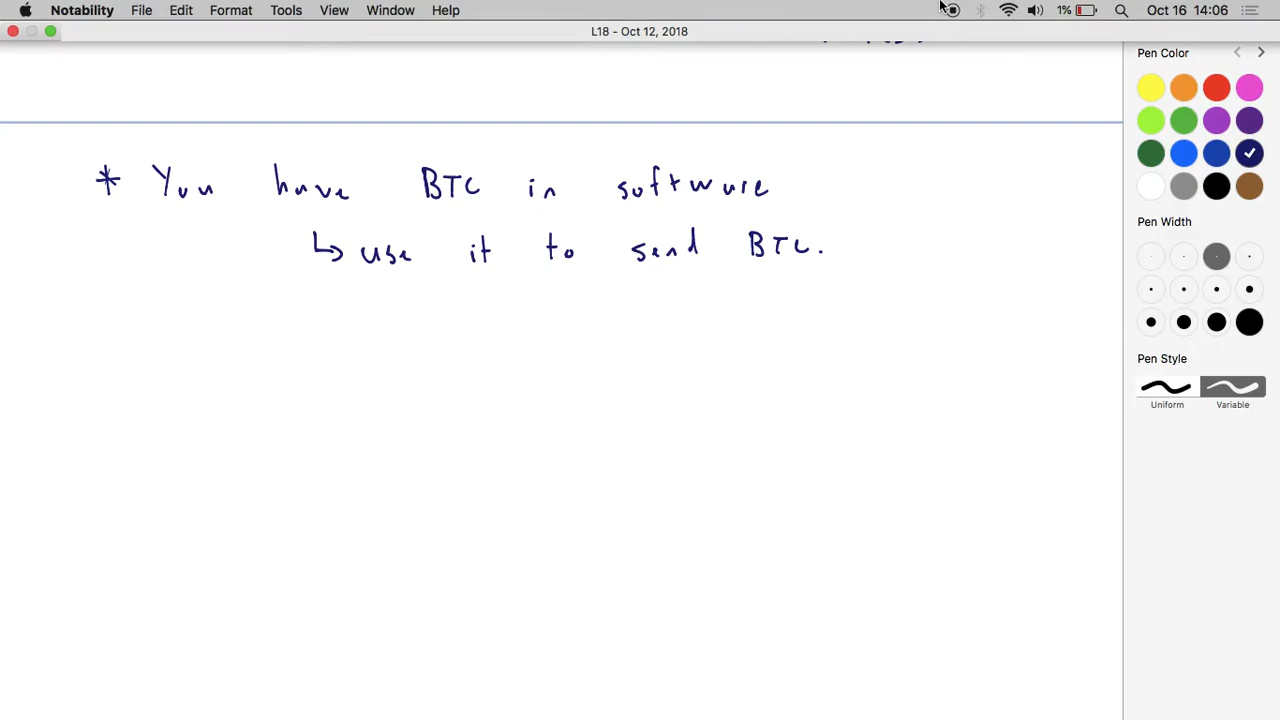 Notability File Edit Format Tools View Window Help 1% Oct 16 14:06
L18 - Oct 12, 2018
Pen Color
* You have BTC in software
↳ use it to send BTC.
Pen Width
Pen Style
Uniform Variable